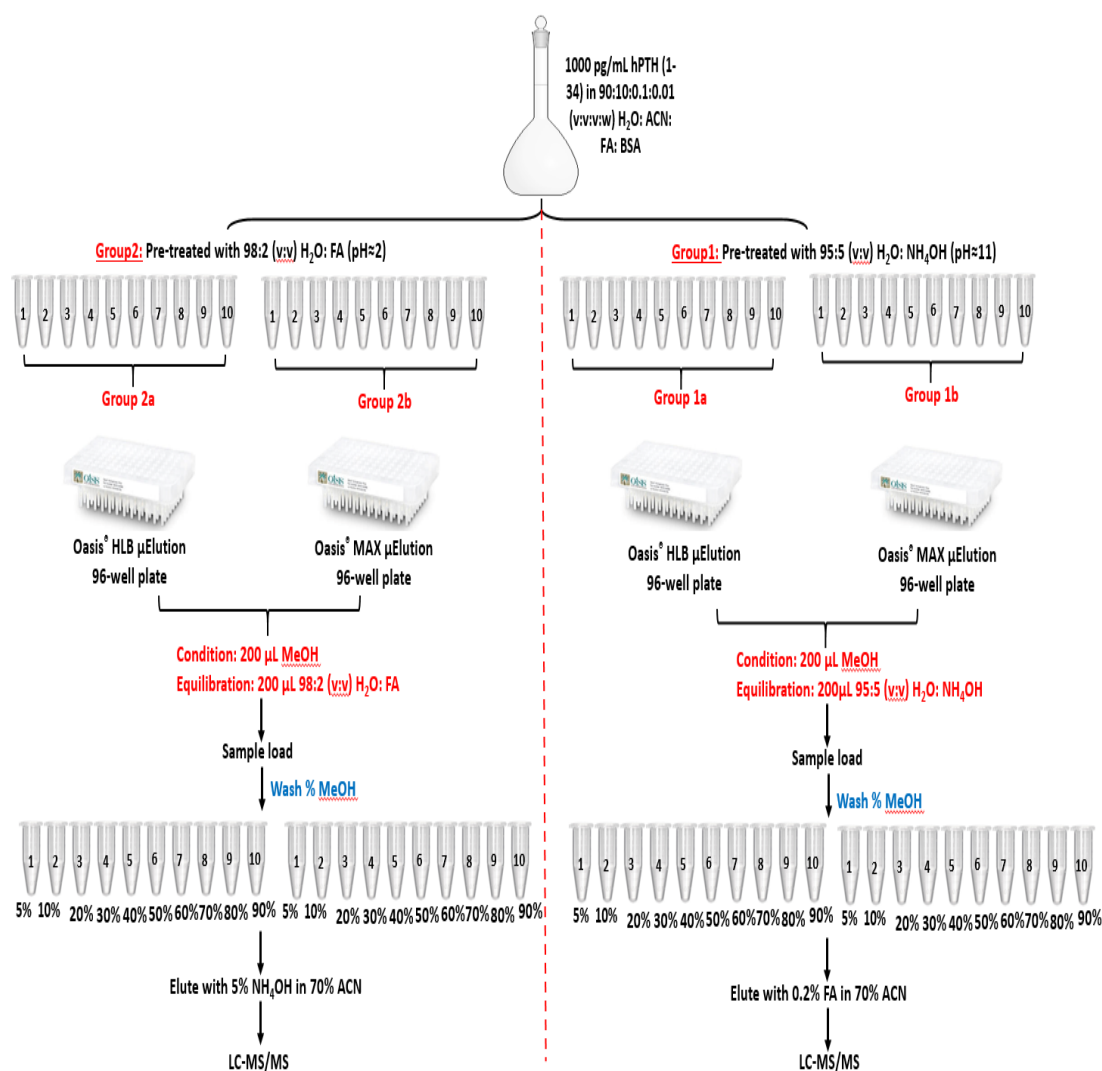 1000 pg/mL hPTH (1-
34) in 90:10:0.1:0.01
(v:v:v:w) H₂O: ACN:
FA: BSA
Group2: Pre-treated with 98:2 (v:v) H₂O: FA (pH≈2)
1 2 3 4 5 6 7 8 9 10
1 2 3 4 5 6 7 8 9 10
Group 2a
Group 2b
Oasis
Oasis
Oasis® HLB µElution
96-well plate
Oasis® MAX µElution
96-well plate
Condition: 200 µL MeOH
Equilibration: 200 µL 98:2 (v:v) H₂O: FA
Sample load
Wash % MeOH
1 2 3 4 5 6 7 8 9 10
1 2 3 4 5 6 7 8 9 10
5% 10% 20% 30% 40% 50% 60% 70% 80% 90%
5% 10% 20% 30% 40% 50% 60% 70% 80% 90%
Elute with 5% NH₄OH in 70% ACN
LC-MS/MS
Group1: Pre-treated with 95:5 (v:v) H₂O: NH₄OH (pH≈11)
1 2 3 4 5 6 7 8 9 10
1 2 3 4 5 6 7 8 9 10
Group 1a
Group 1b
Oasis
Oasis
Oasis® HLB µElution
96-well plate
Oasis® MAX µElution
96-well plate
Condition: 200 µL MeOH
Equilibration: 200µL 95:5 (v:v) H₂O: NH₄OH
Sample load
Wash % MeOH
1 2 3 4 5 6 7 8 9 10
1 2 3 4 5 6 7 8 9 10
5% 10% 20% 30% 40% 50% 60% 70% 80% 90%
5% 10% 20% 30% 40% 50% 60% 70% 80% 90%
Elute with 0.2% FA in 70% ACN
LC-MS/MS